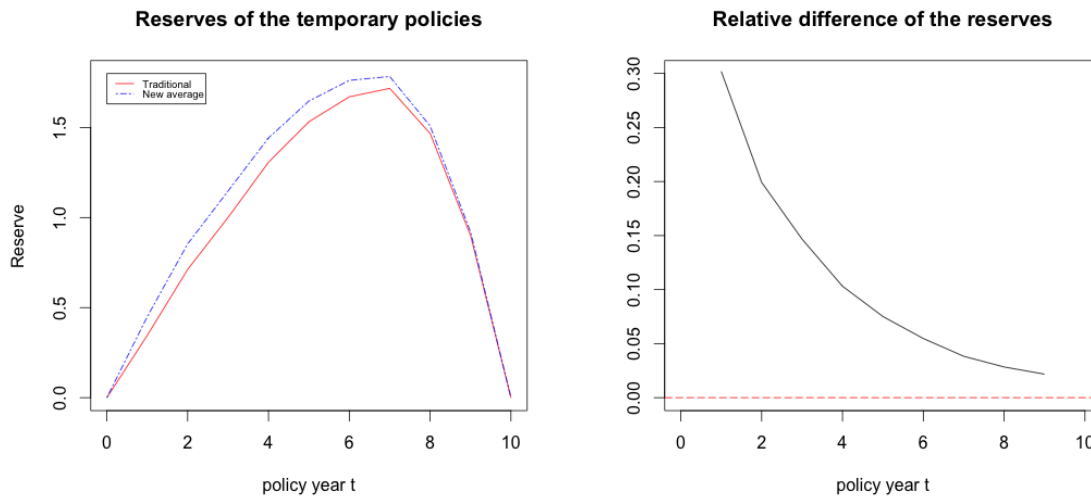 Reserves of the temporary policies
Traditional
New average
Reserve
1.5
1.0
0.5
0.0
0 2 4 6 8 10
policy year t
Relative difference of the reserves
0.30
0.25
0.20
0.15
0.10
0.05
0.00
0 2 4 6 8 10
policy year t